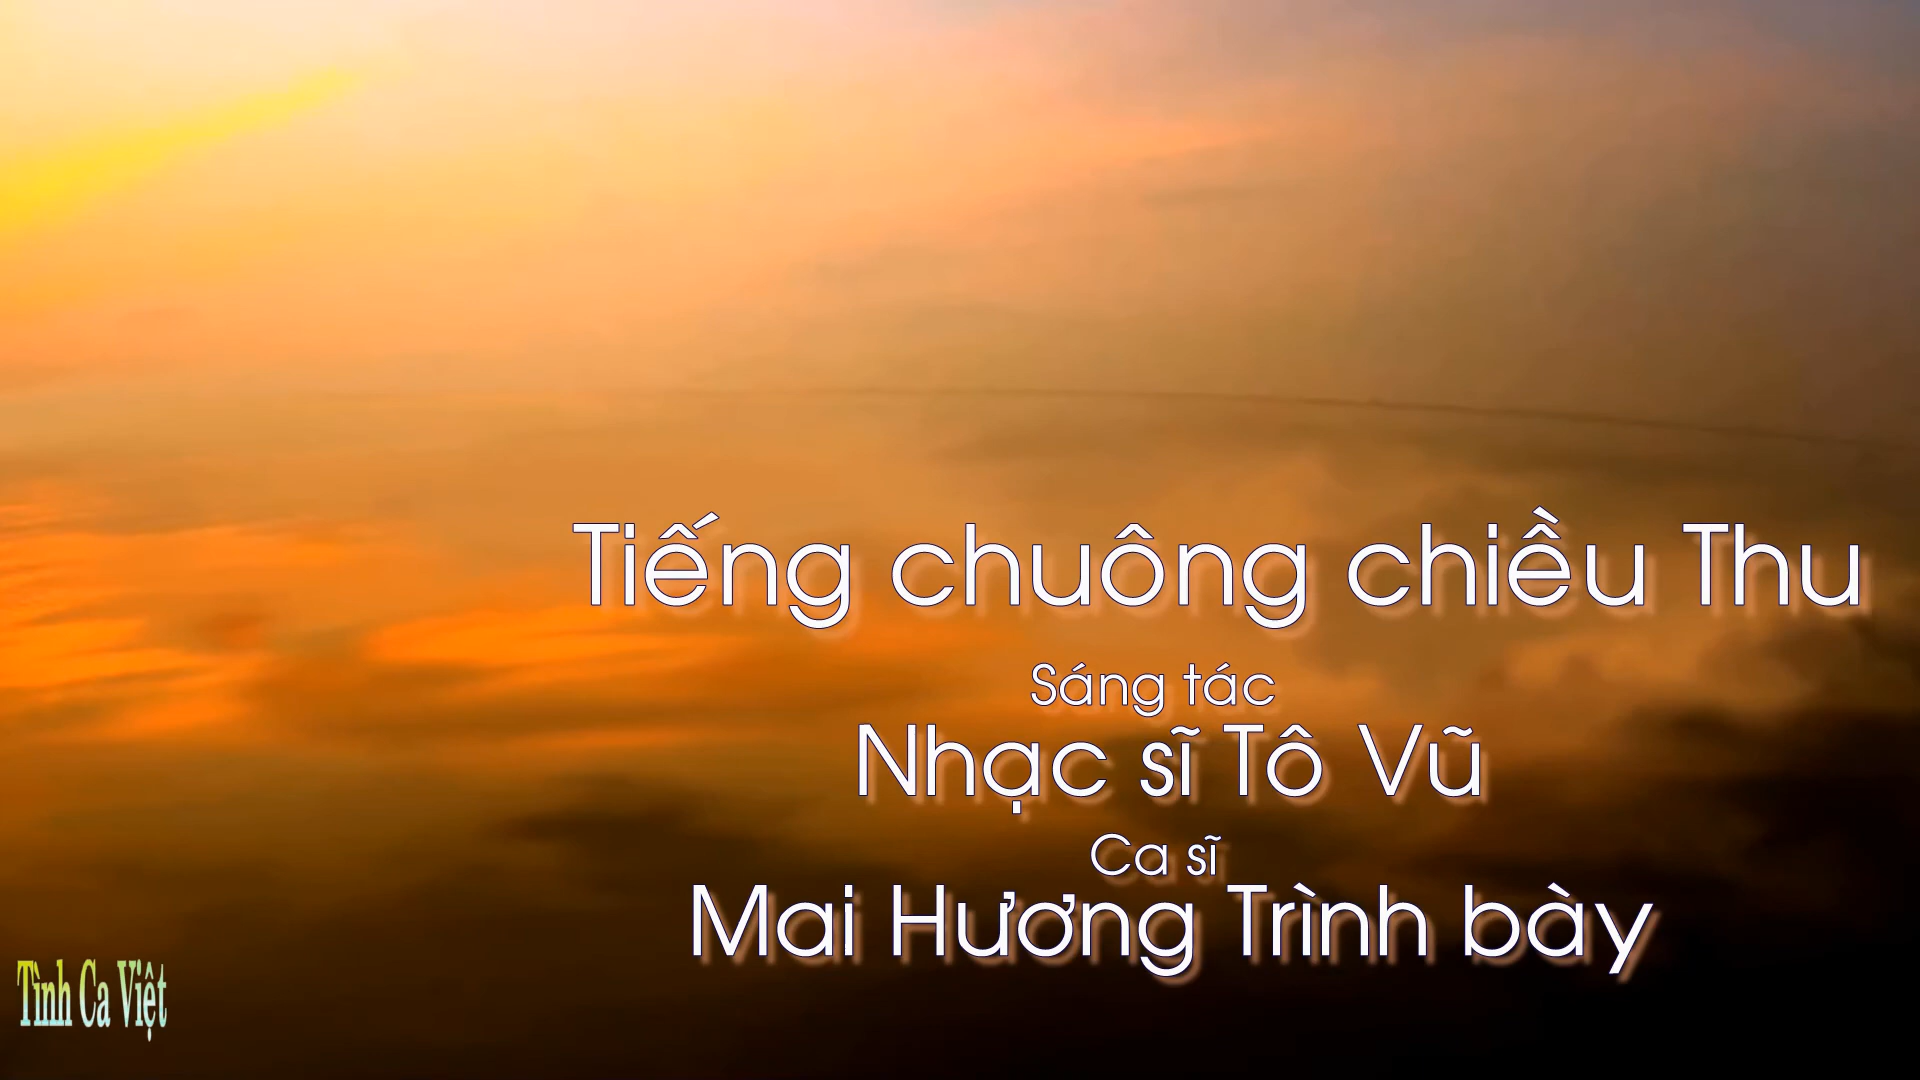 Tiếng chuông chiều Thu
Sáng tác
Nhạc sĩ Tô Vũ
Ca sĩ
Mai Hương Trình bày
Tình Ca Việt